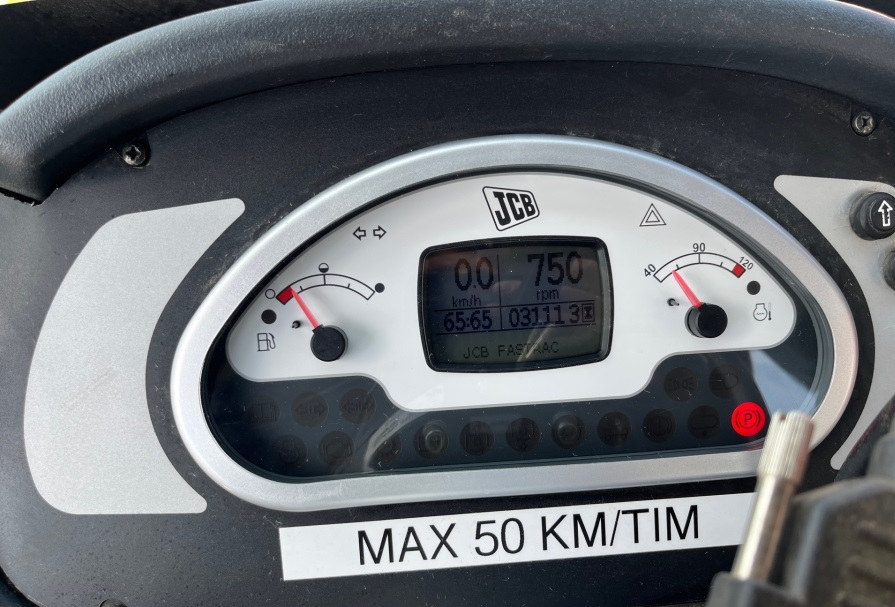 JCB
0.0 750
km/h rpm
65:65 03111 3
JCB FASTRAC
40 90 120
P
MAX 50 KM/TIM